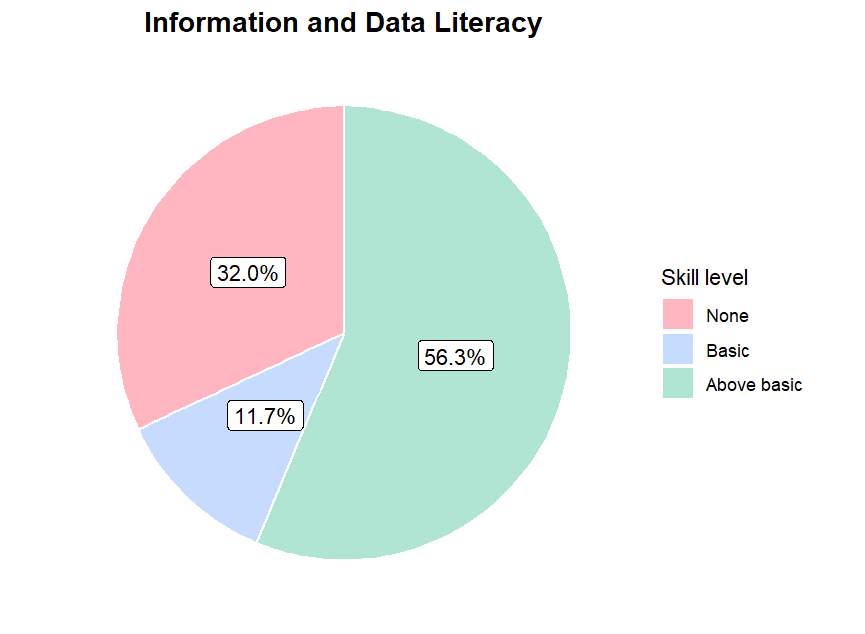 Information and Data Literacy
32.0%
56.3%
11.7%
Skill level
None
Basic
Above basic